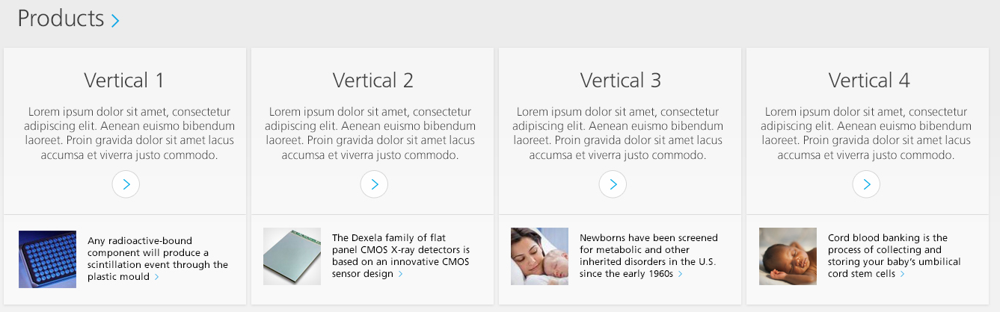 Products
Vertical 1
Lorem ipsum dolor sit amet, consectetur
adipiscing elit. Aenean euismo bibendum
laoreet. Proin gravida dolor sit amet lacus
accumsa et viverra justo commodo.
Any radioactive-bound
component will produce a
scintillation event through the
plastic mould
Vertical 2
Lorem ipsum dolor sit amet, consectetur
adipiscing elit. Aenean euismo bibendum
laoreet. Proin gravida dolor sit amet lacus
accumsa et viverra justo commodo.
The Dexela family of flat
panel CMOS X-ray detectors is
based on an innovative CMOS
sensor design
Vertical 3
Lorem ipsum dolor sit amet, consectetur
adipiscing elit. Aenean euismo bibendum
laoreet. Proin gravida dolor sit amet lacus
accumsa et viverra justo commodo.
Newborns have been screened
for metabolic and other
inherited disorders in the U.S.
since the early 1960s
Vertical 4
Lorem ipsum dolor sit amet, consectetur
adipiscing elit. Aenean euismo bibendum
laoreet. Proin gravida dolor sit amet lacus
accumsa et viverra justo commodo.
Cord blood banking is the
process of collecting and
storing your baby’s umbilical
cord stem cells